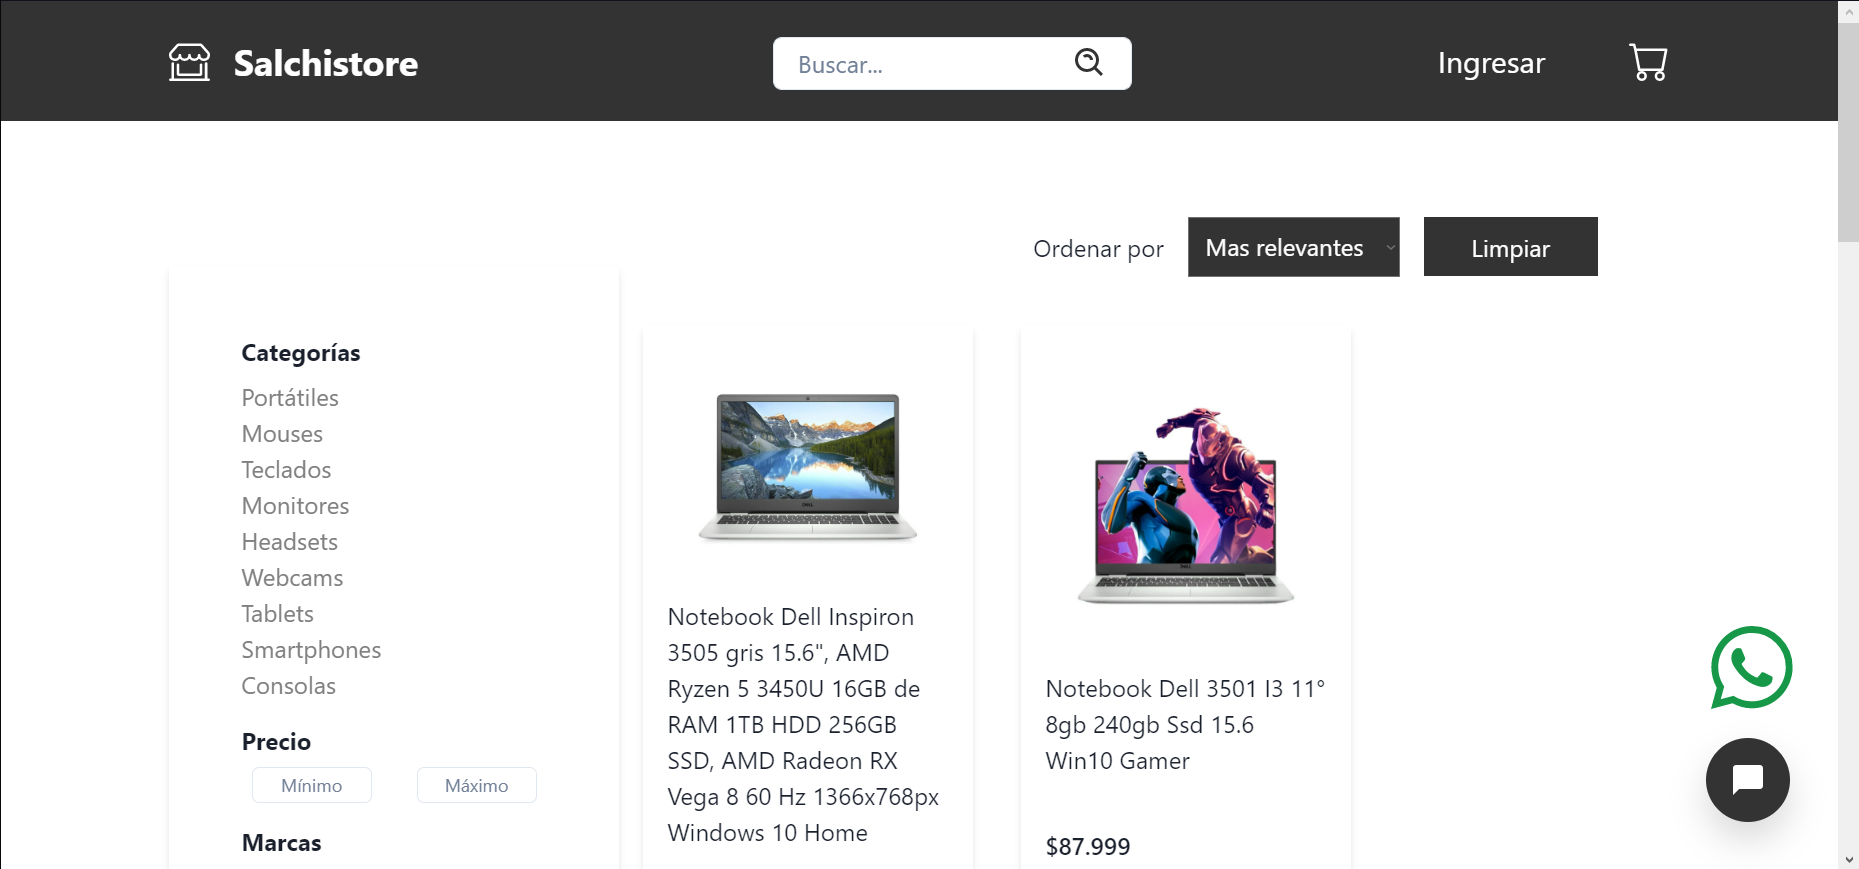 Salchistore
Buscar...
Ingresar
Ordenar por
Mas relevantes
Limpiar
Categorías
Portátiles
Mouses
Teclados
Monitores
Headsets
Webcams
Tablets
Smartphones
Consolas
Precio
Mínimo
Máximo
Marcas
Notebook Dell Inspiron
3505 gris 15.6", AMD
Ryzen 5 3450U 16GB de
RAM 1TB HDD 256GB
SSD, AMD Radeon RX
Vega 8 60 Hz 1366x768px
Windows 10 Home
Notebook Dell 3501 I3 11°
8gb 240gb Ssd 15.6
Win10 Gamer
$87.999